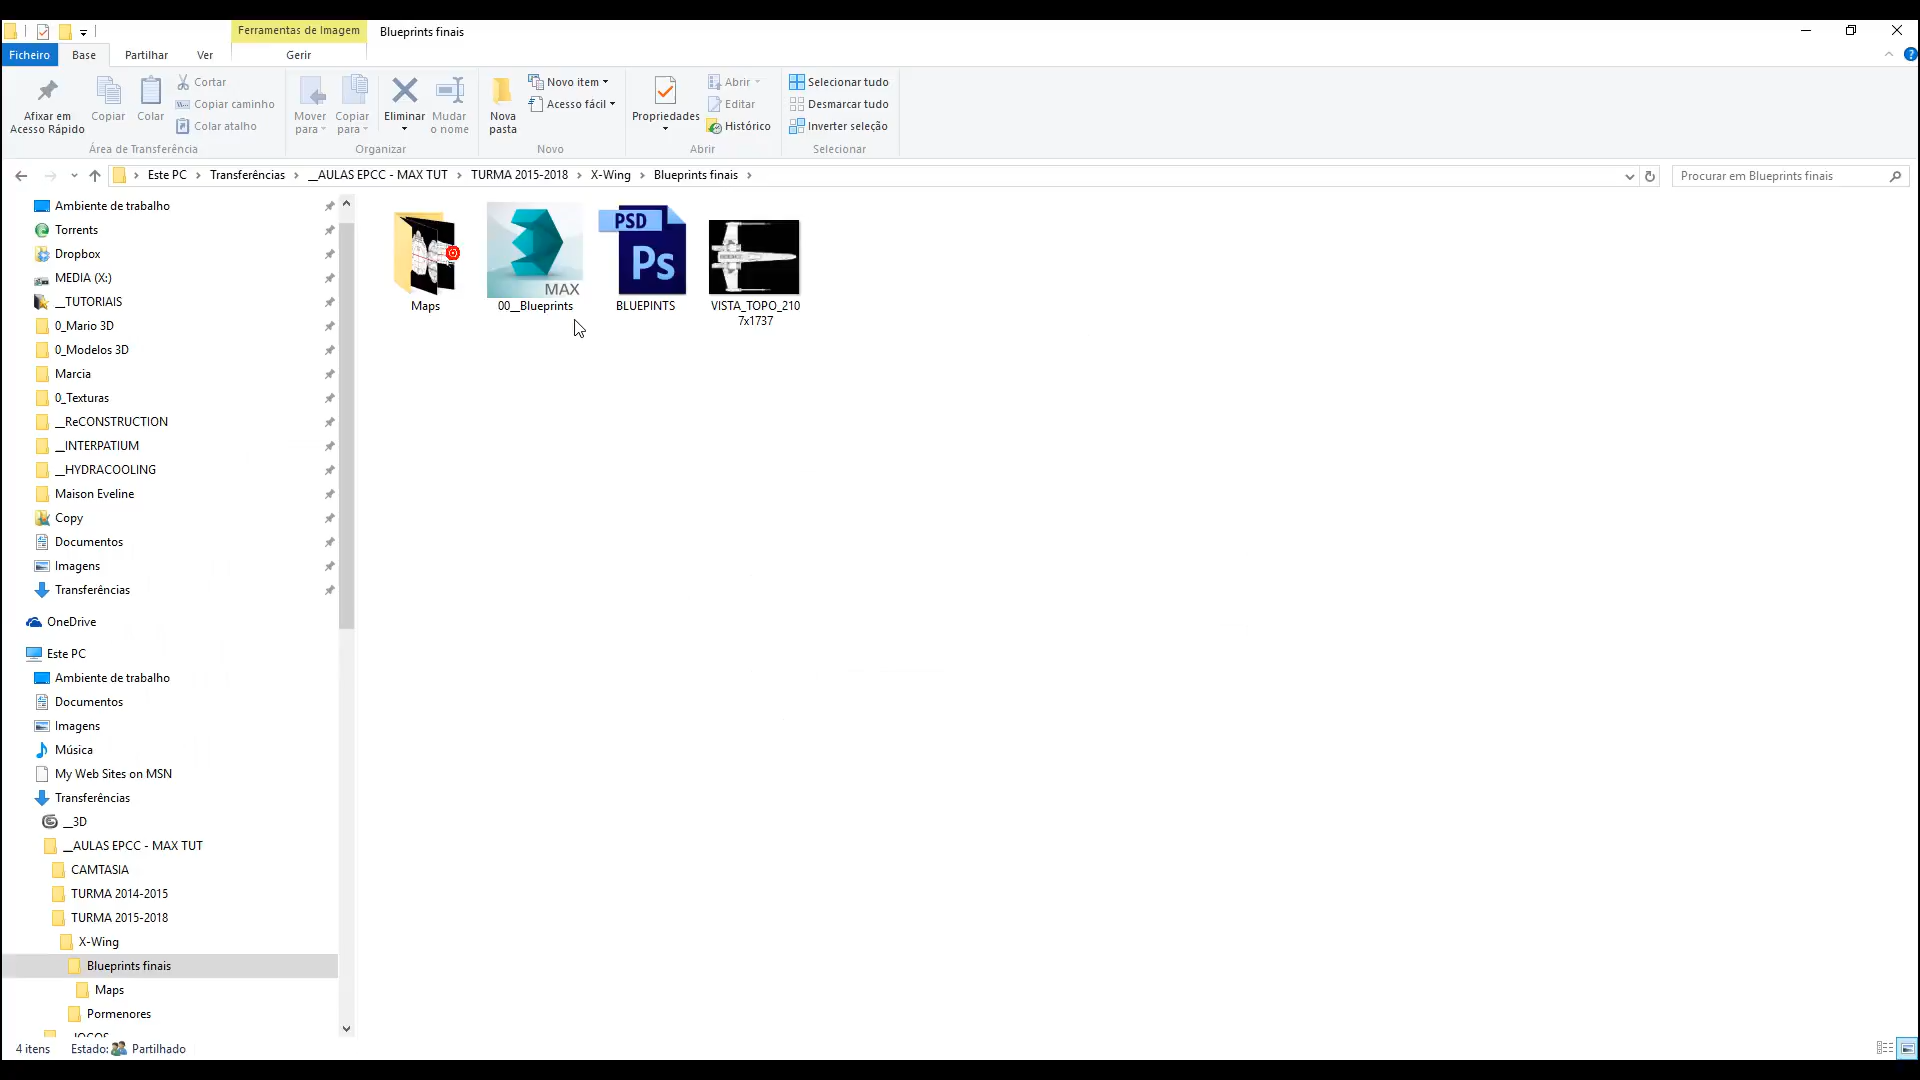 Ferramentas de Imagem
Blueprints finais
Ficheiro
Base
Partilhar
Ver
Gerir
Afixar em
Acesso Rápido
Copiar
Colar
Cortar
Copiar caminho
Colar atalho
Área de Transferência
Mover
para
Copiar
para
Eliminar
Mudar
o nome
Organizar
Nova
pasta
Novo item
Acesso fácil
Novo
Propriedades
Abrir
Editar
Histórico
Abrir
Selecionar tudo
Desmarcar tudo
Inverter seleção
Selecionar
Este PC > Transferências > __AULAS EPCC - MAX TUT > TURMA 2015-2018 > X-Wing > Blueprints finais >
Procurar em Blueprints finais
Ambiente de trabalho
Torrents
Dropbox
MEDIA (X:)
__TUTORIAIS
0_Mario 3D
0_Modelos 3D
Marcia
0_Texturas
__ReCONSTRUCTION
__INTERPATIUM
__HYDRACOOLING
Maison Eveline
Copy
Documentos
Imagens
Transferências
OneDrive
Este PC
Ambiente de trabalho
Documentos
Imagens
Música
My Web Sites on MSN
Transferências
__3D
__AULAS EPCC - MAX TUT
CAMTASIA
TURMA 2014-2015
TURMA 2015-2018
X-Wing
Blueprints finais
Maps
Pormenores
MAX
PSD
Ps
Maps
00__Blueprints
BLUEPINTS
VISTA_TOPO_210
7x1737
4 itens
Estado:
Partilhado